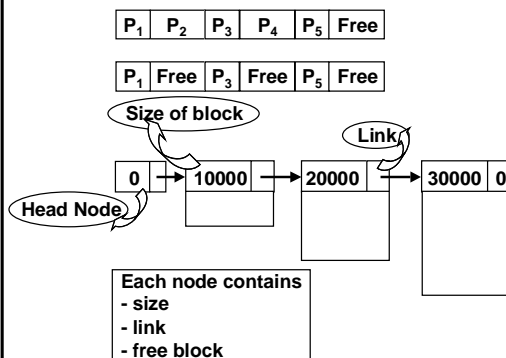 P1 P2 P3 P4 P5 Free
P1 Free P3 Free P5 Free
Size of block
Link
0 10000 20000 30000 0
Head Node
Each node contains
- size
- link
- free block